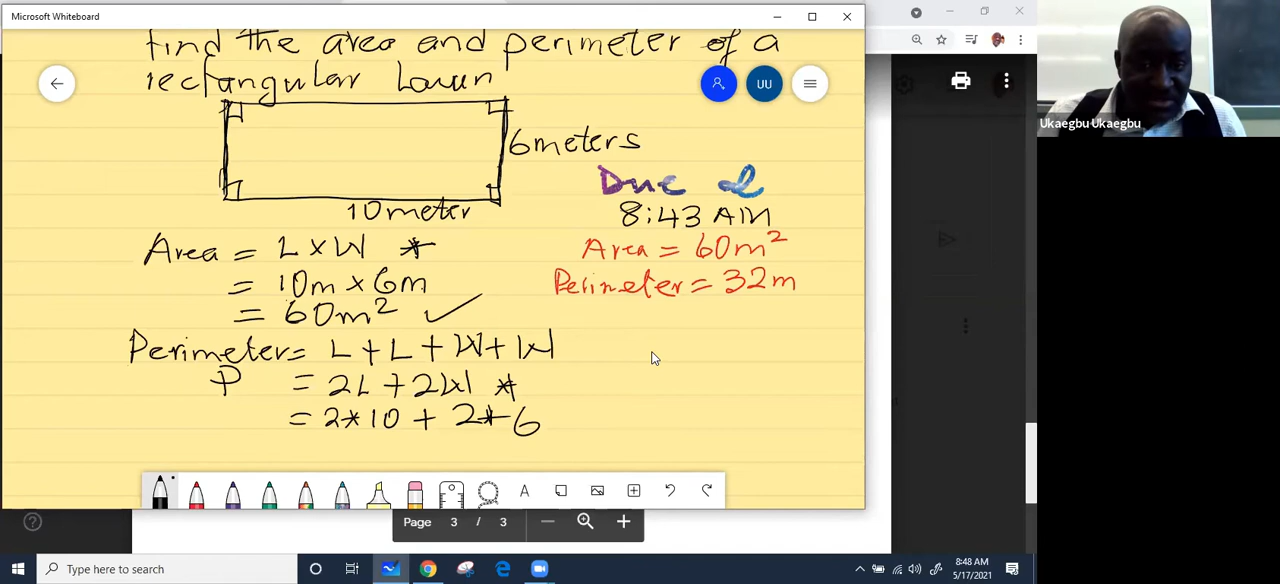 Microsoft Whiteboard
find the area and perimeter of a
rectangular Lawn
UU
6meters
10meter
Due
8:43 AM
Area = 60m²
Perimeter = 32m
Area = L x W *
= 10m x 6m
= 60m² ✓
Perimeter = L + L + W + W
P = 2L + 2W *
= 2*10 + 2*6
A
Page 3 / 3
Type here to search
8:48 AM
5/17/2021
Ukaegbu Ukaegbu